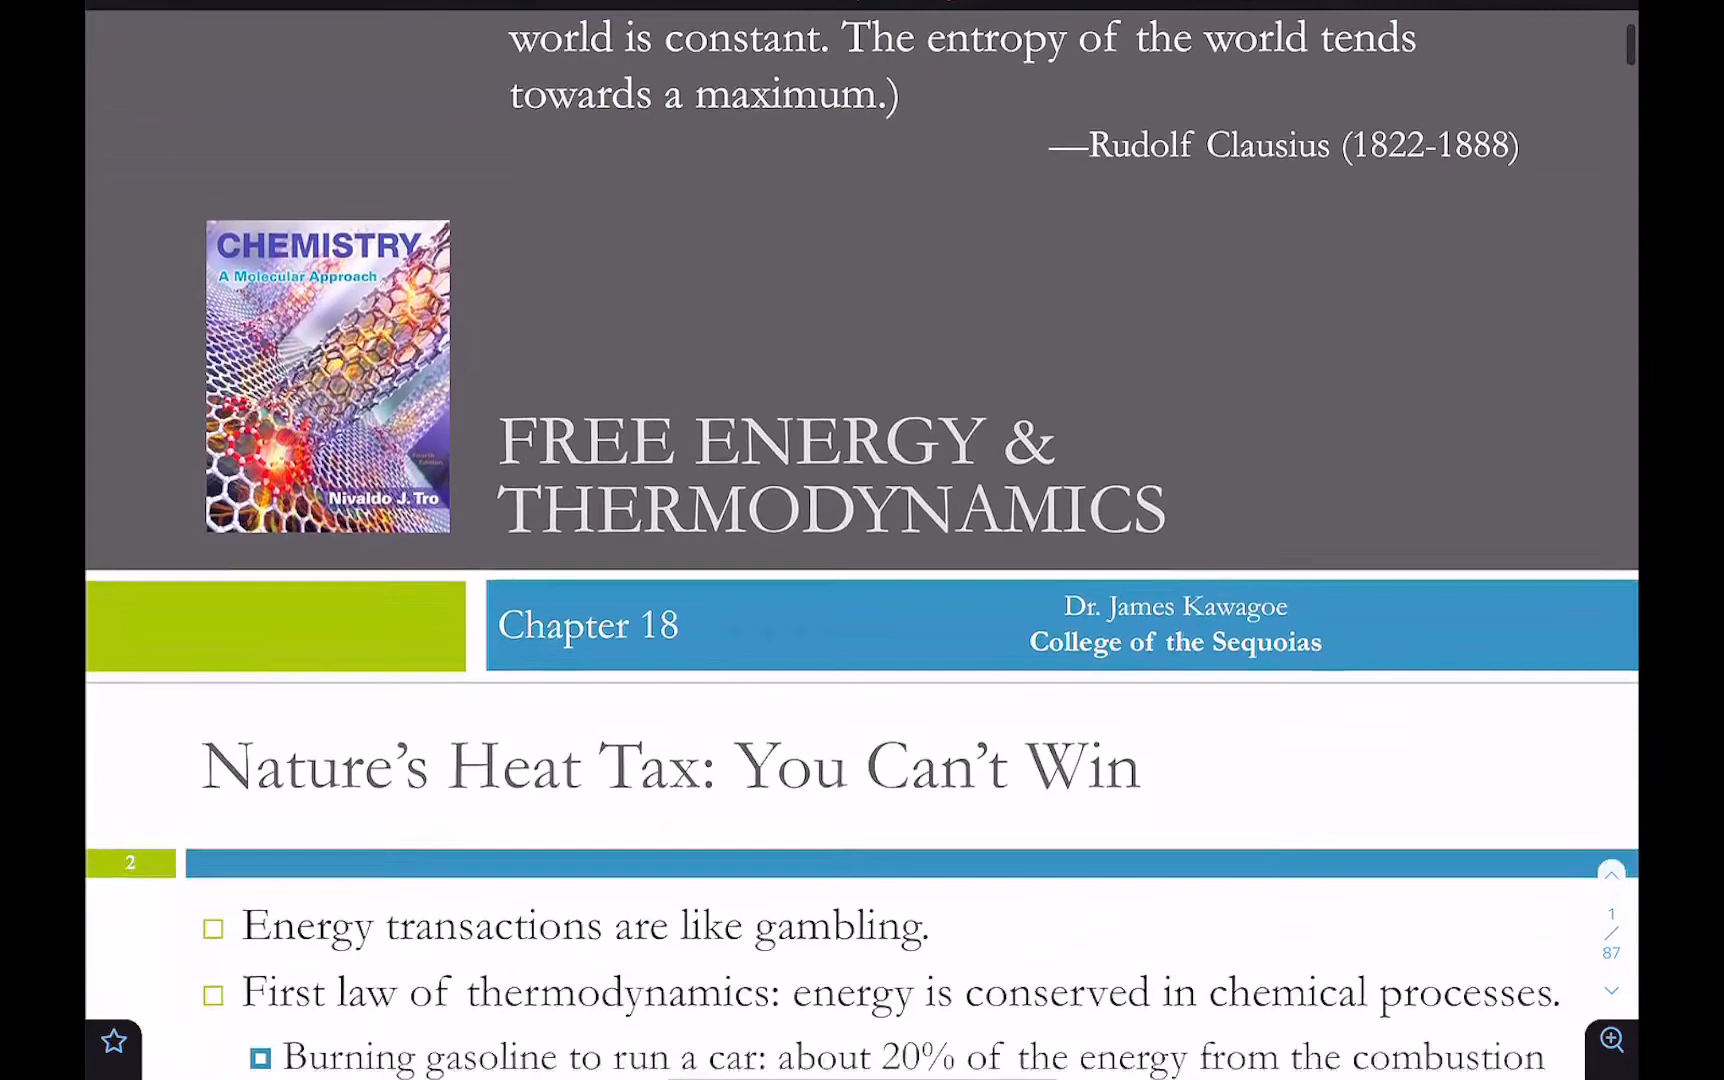 world is constant. The entropy of the world tends
towards a maximum.)
—Rudolf Clausius (1822-1888)
CHEMISTRY
A Molecular Approach
Fourth
Edition
Nivaldo J. Tro
FREE ENERGY &
THERMODYNAMICS
Chapter 18
Dr. James Kawagoe
College of the Sequoias
Nature's Heat Tax: You Can't Win
2
Energy transactions are like gambling.
First law of thermodynamics: energy is conserved in chemical processes.
Burning gasoline to run a car: about 20% of the energy from the combustion
1
/
87